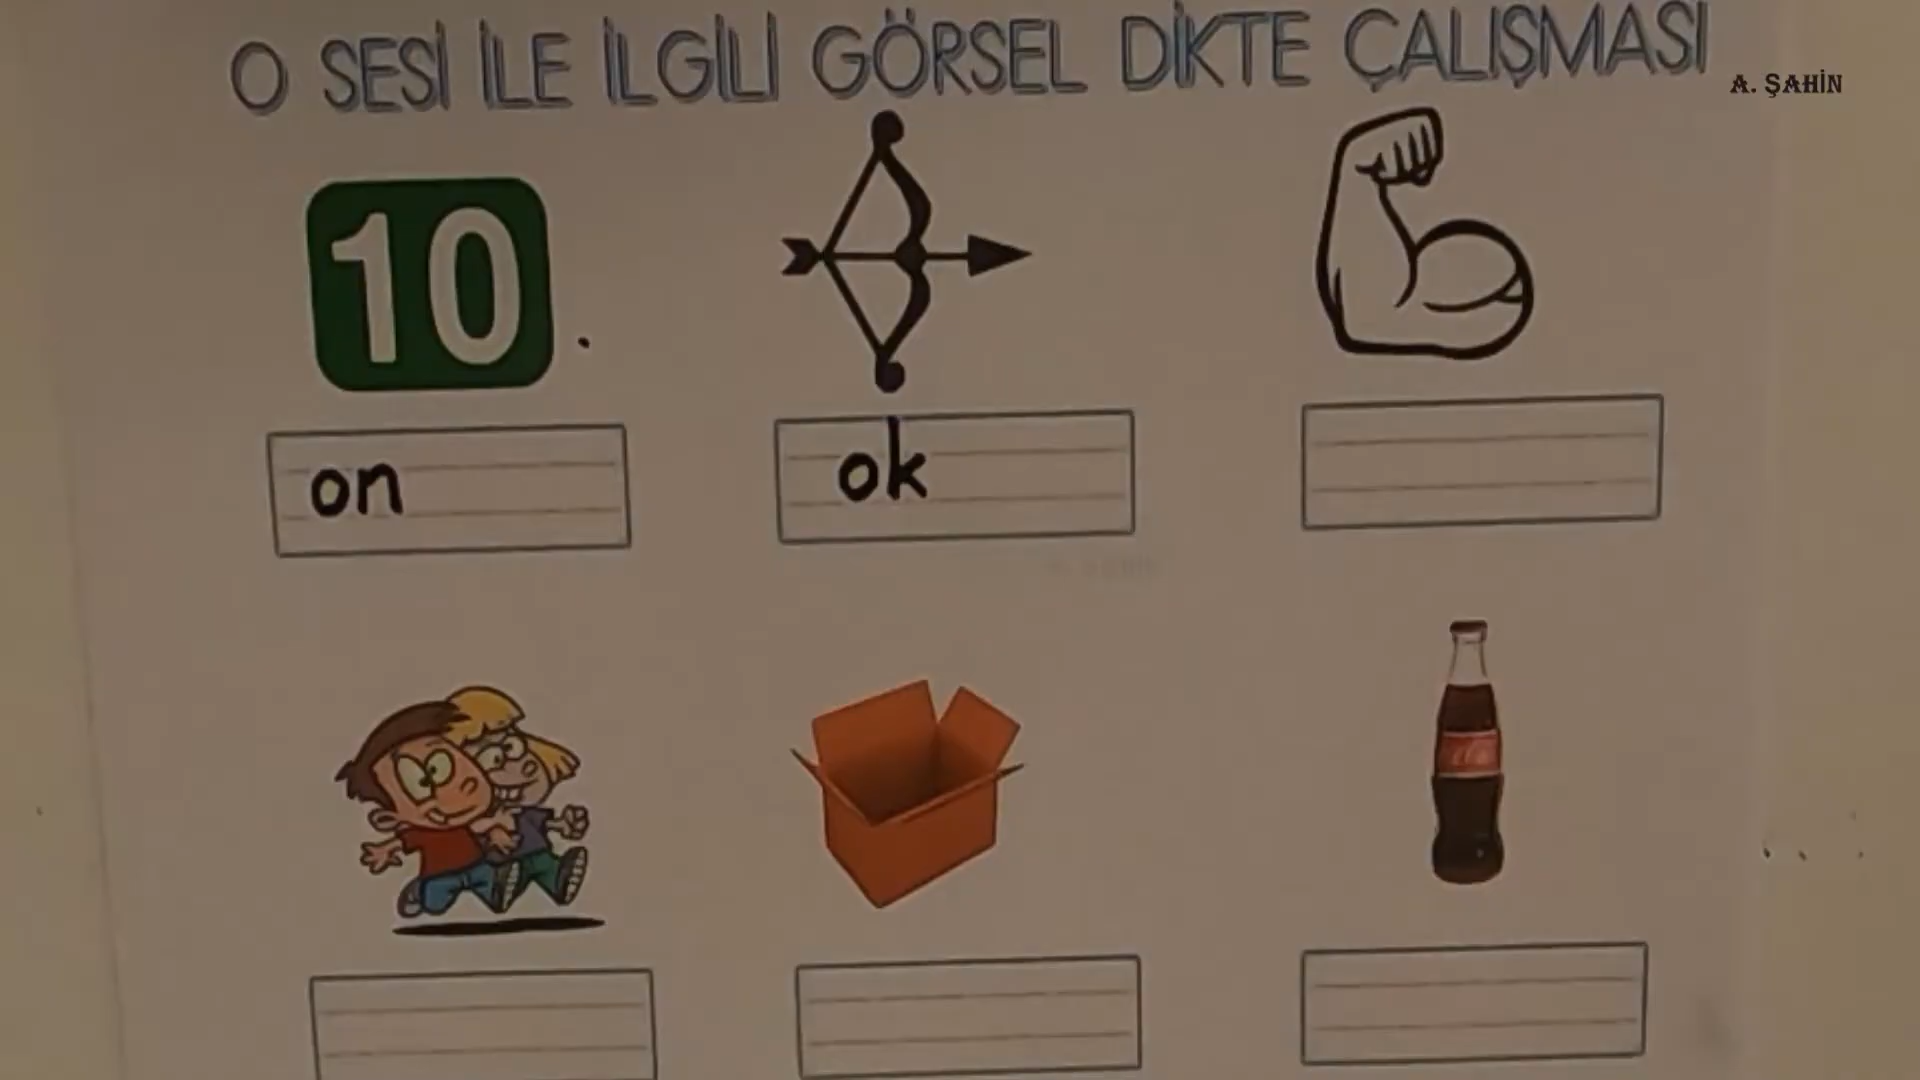 O SESİ İLE İLGİLİ GÖRSEL DİKTE ÇALIŞMASI
A. ŞAHİN
10
on
ok